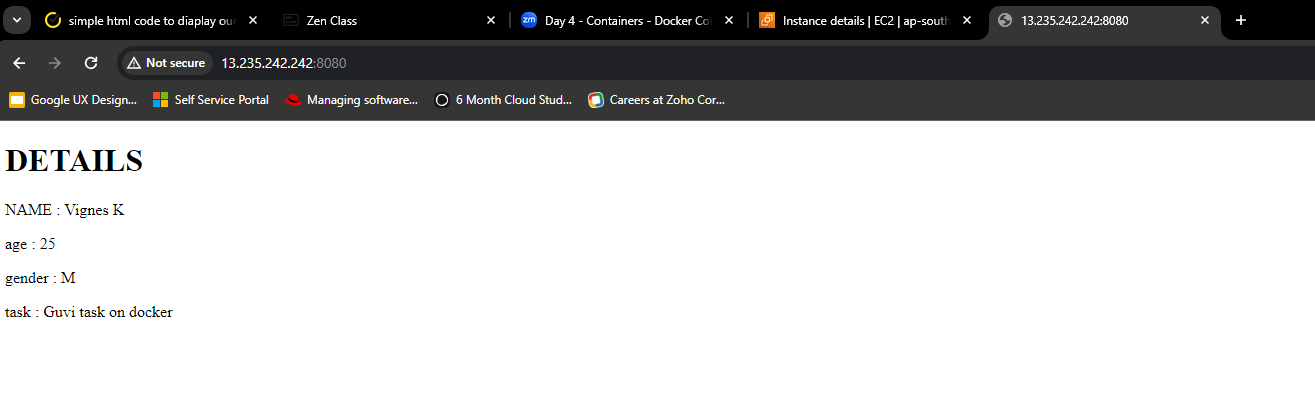 simple html code to diaplay our
Zen Class
Day 4 - Containers - Docker Co
Instance details | EC2 | ap-south
13.235.242.242:8080
Not secure
13.235.242.242:8080
Google UX Design...
Self Service Portal
Managing software...
6 Month Cloud Stud...
Careers at Zoho Cor...
DETAILS
NAME : Vignes K
age : 25
gender : M
task : Guvi task on docker